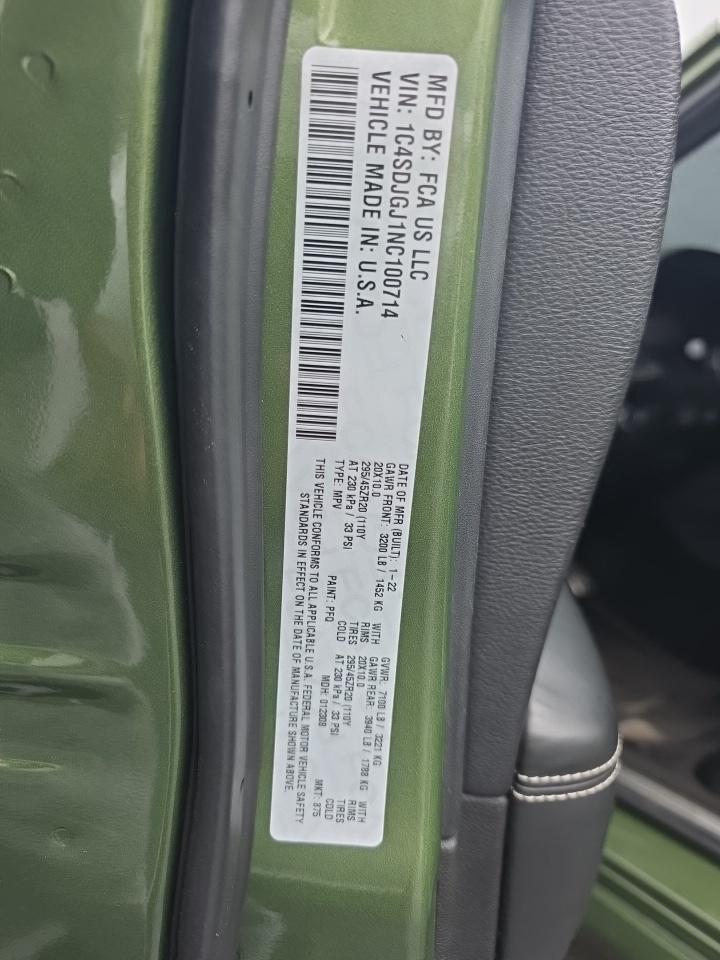 MFD BY: FCA US LLC
VIN: 1C4SDJGJ1NC100714
VEHICLE MADE IN: U.S.A.
DATE OF MFR (BUILT): 1-22 GVWR: 7100 LB / 3221 KG
GAWR FRONT: 3200 LB / 1452 KG WITH GAWR REAR: 3940 LB / 1788 KG WITH
20X10.0 RIMS 20X10.0 RIMS
295/45ZR20 (110Y TIRES 295/45ZR20 (110Y TIRES
AT 230 kPa / 33 PSI COLD AT 230 kPa / 33 PSI COLD
TYPE: MPV PAINT: PFQ MDH: 012308 MKT: 875
THIS VEHICLE CONFORMS TO ALL APPLICABLE U.S.A. FEDERAL MOTOR VEHICLE SAFETY
STANDARDS IN EFFECT ON THE DATE OF MANUFACTURE SHOWN ABOVE.